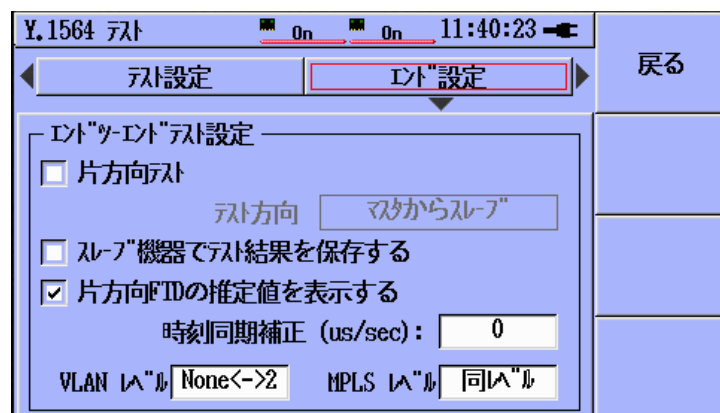 Y.1564 ﾃｽﾄ On On 11:40:23
戻る
ﾃｽﾄ設定 ｴﾝﾄﾞ設定
ｴﾝﾄﾞﾂｰｴﾝﾄﾞﾃｽﾄ設定
片方向ﾃｽﾄ
ﾃｽﾄ方向 ﾏｽﾀからｽﾚｰﾌﾞ
ｽﾚｰﾌﾞ機器でﾃｽﾄ結果を保存する
片方向FTDの推定値を表示する
時刻同期補正 (us/sec): 0
VLAN ﾚﾍﾞﾙ None<->2 MPLS ﾚﾍﾞﾙ 同ﾚﾍﾞﾙ